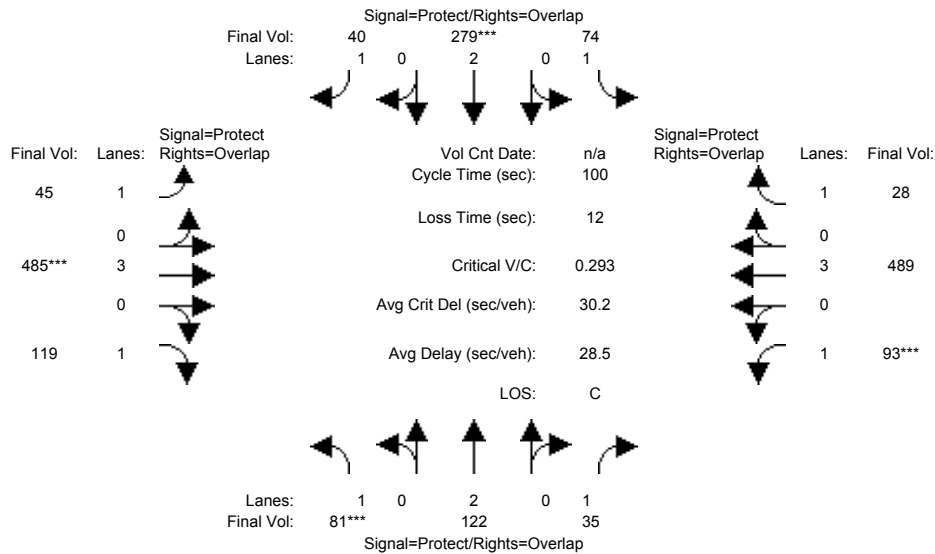 Signal=Protect/Rights=Overlap
Final Vol: 40 279*** 74
Lanes: 1 0 2 0 1
Signal=Protect Signal=Protect
Final Vol: Lanes: Rights=Overlap Vol Cnt Date: n/a Rights=Overlap Lanes: Final Vol:
Cycle Time (sec): 100
45 1 1 28
Loss Time (sec): 12
0 0
485*** 3 Critical V/C: 0.293 3 489
0 Avg Crit Del (sec/veh): 30.2 0
119 1 Avg Delay (sec/veh): 28.5 1 93***
LOS: C
Lanes: 1 0 2 0 1
Final Vol: 81*** 122 35
Signal=Protect/Rights=Overlap